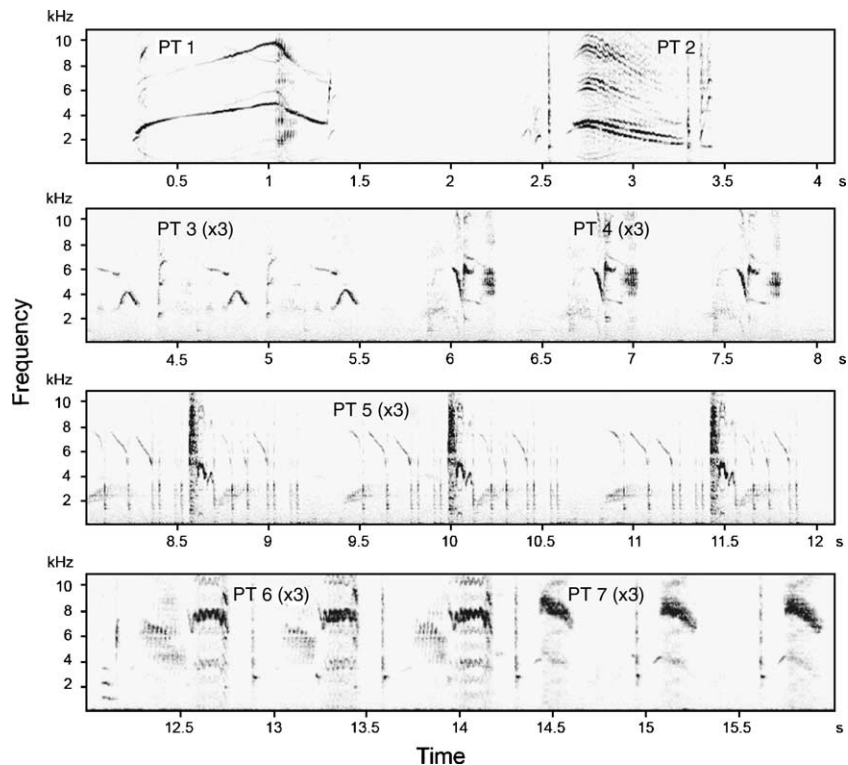 kHz
10
8
6
4
2
PT 1
PT 2
0.5 1 1.5 2 2.5 3 3.5 4 s
kHz
10
8
6
4
2
PT 3 (x3)
PT 4 (x3)
4.5 5 5.5 6 6.5 7 7.5 8 s
Frequency
kHz
10
8
6
4
2
PT 5 (x3)
8.5 9 9.5 10 10.5 11 11.5 12 s
kHz
10
8
6
4
2
PT 6 (x3)
PT 7 (x3)
12.5 13 13.5 14 14.5 15 15.5 s
Time